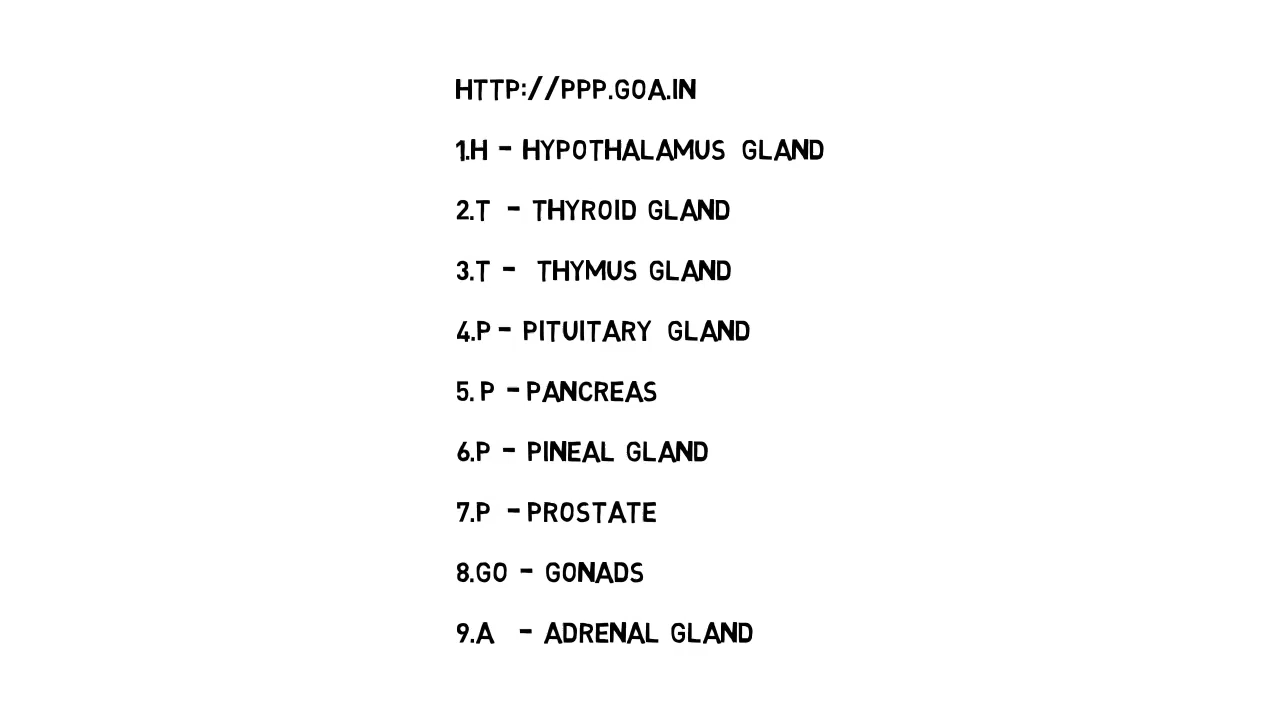 HTTP://PPP.GOA.IN
1.H - HYPOTHALAMUS GLAND
2.T - THYROID GLAND
3.T - THYMUS GLAND
4.P - PITUITARY GLAND
5. P - PANCREAS
6.P - PINEAL GLAND
7.P - PROSTATE
8.GO - GONADS
9.A - ADRENAL GLAND